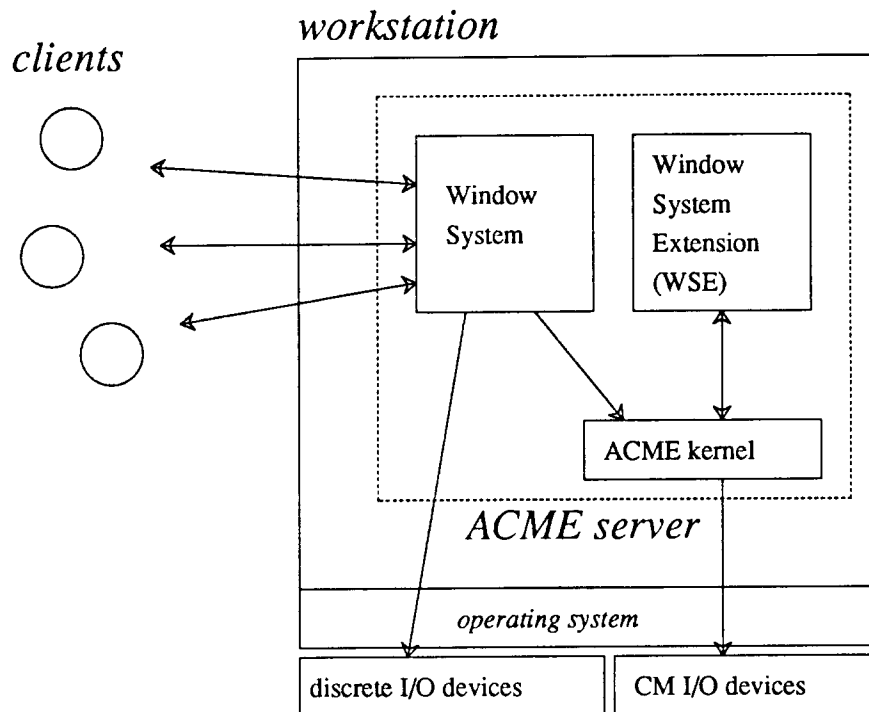 workstation
clients
Window
System
Window
System
Extension
(WSE)
ACME kernel
ACME server
operating system
discrete I/O devices
CM I/O devices